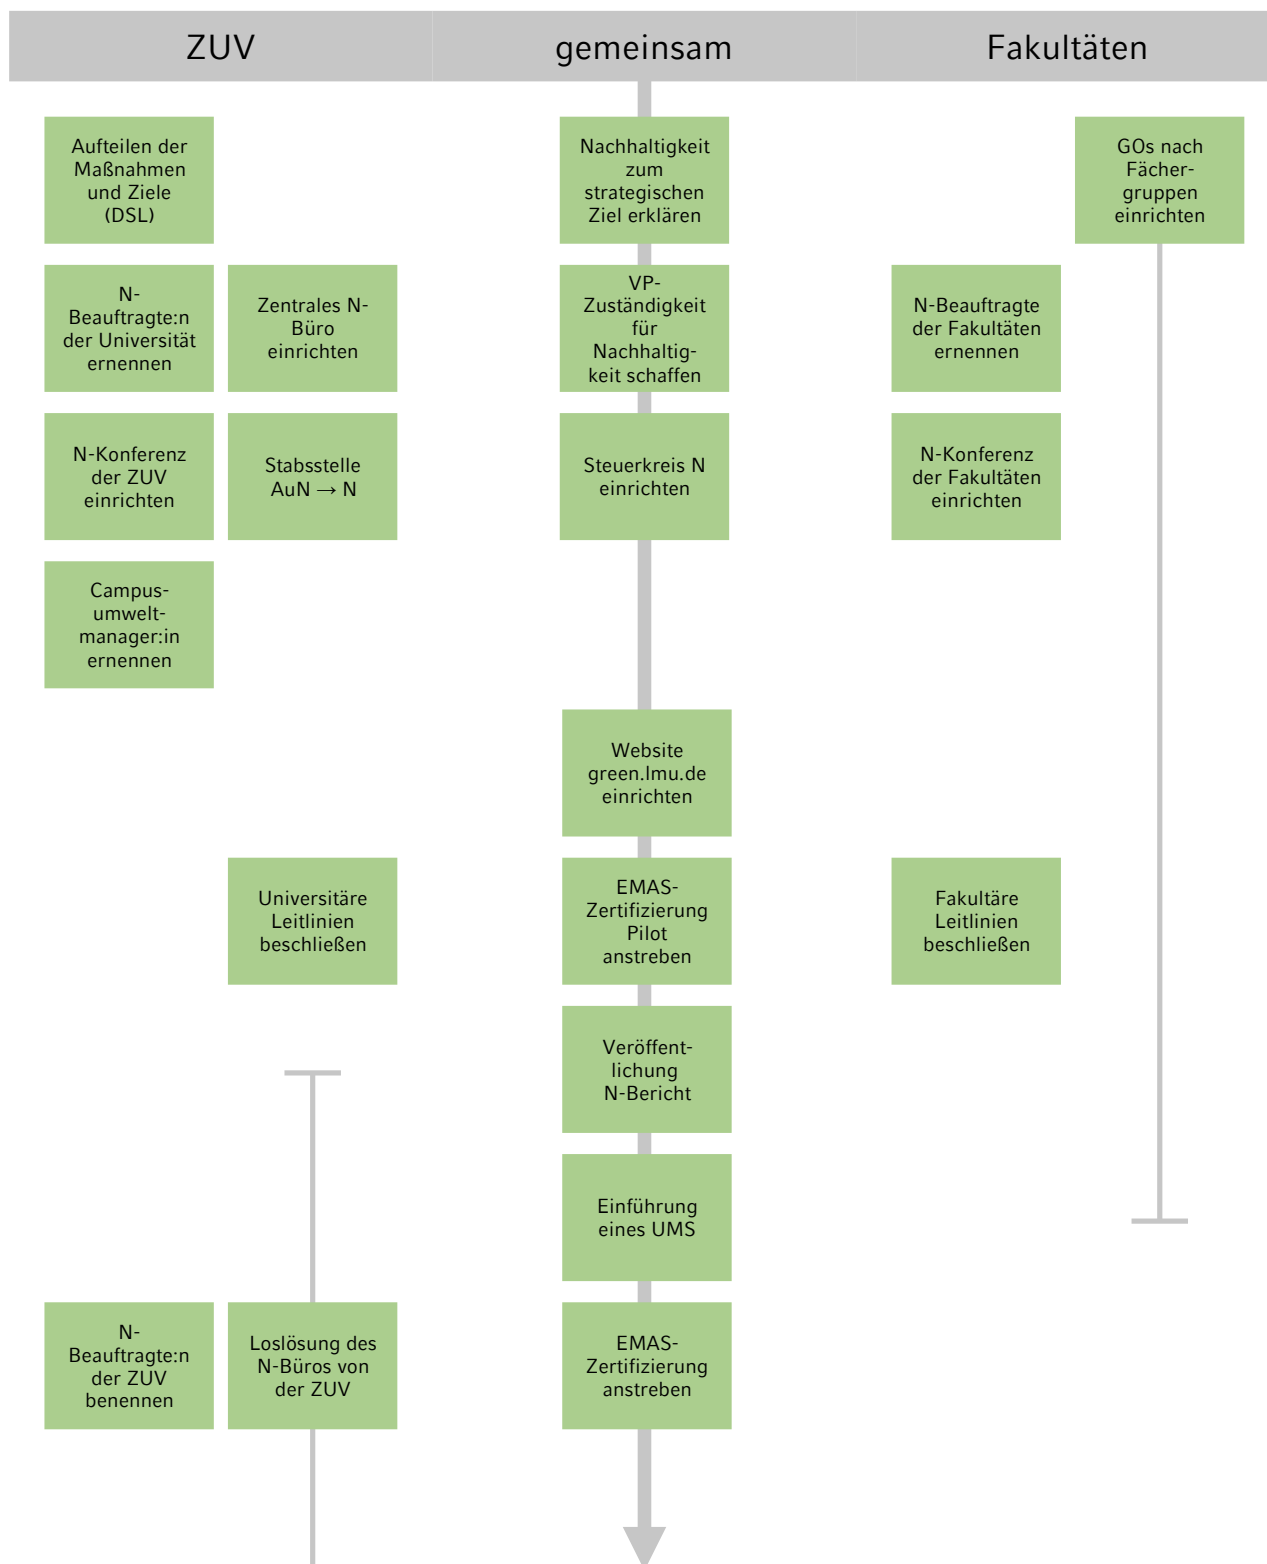 ZUV
gemeinsam
Fakultäten
Aufteilen der
Maßnahmen
und Ziele
(DSL)
Nachhaltigkeit
zum
strategischen
Ziel erklären
GOs nach
Fächer-
gruppen
einrichten
N-
Beauftragte:n
der Universität
ernennen
Zentrales N-
Büro
einrichten
VP-
Zuständigkeit
für
Nachhaltig-
keit schaffen
N-Beauftragte
der Fakultäten
ernennen
N-Konferenz
der ZUV
einrichten
Stabsstelle
AuN → N
Steuerkreis N
einrichten
N-Konferenz
der Fakultäten
einrichten
Campus-
umwelt-
manager:in
ernennen
Website
green.lmu.de
einrichten
Universitäre
Leitlinien
beschließen
EMAS-
Zertifizierung
Pilot
anstreben
Fakultäre
Leitlinien
beschließen
Veröffent-
lichung
N-Bericht
Einführung
eines UMS
N-
Beauftragte:n
der ZUV
benennen
Loslösung des
N-Büros von
der ZUV
EMAS-
Zertifizierung
anstreben